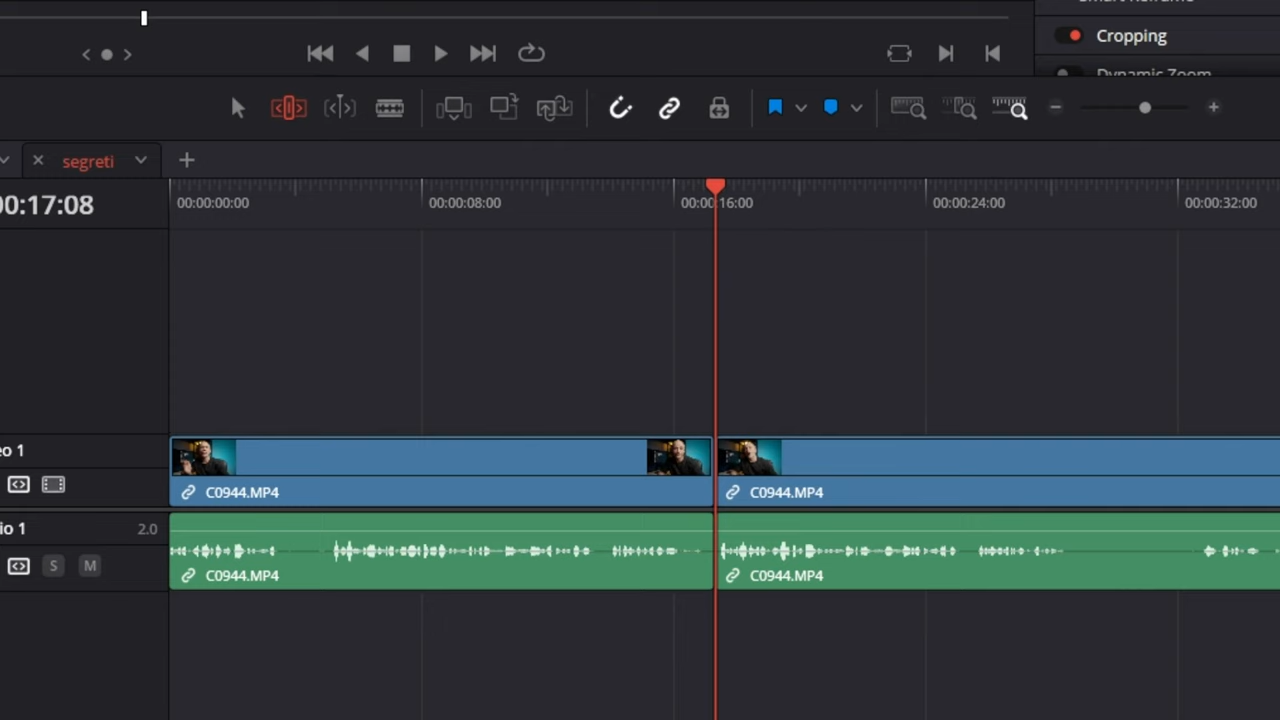 Cropping
Dynamic Zoom
segreti
00:17:08
00:00:00:00
00:00:08:00
00:00:16:00
00:00:24:00
00:00:32:00
eo 1
C0944.MP4
C0944.MP4
io 1
2.0
S
M
C0944.MP4
C0944.MP4